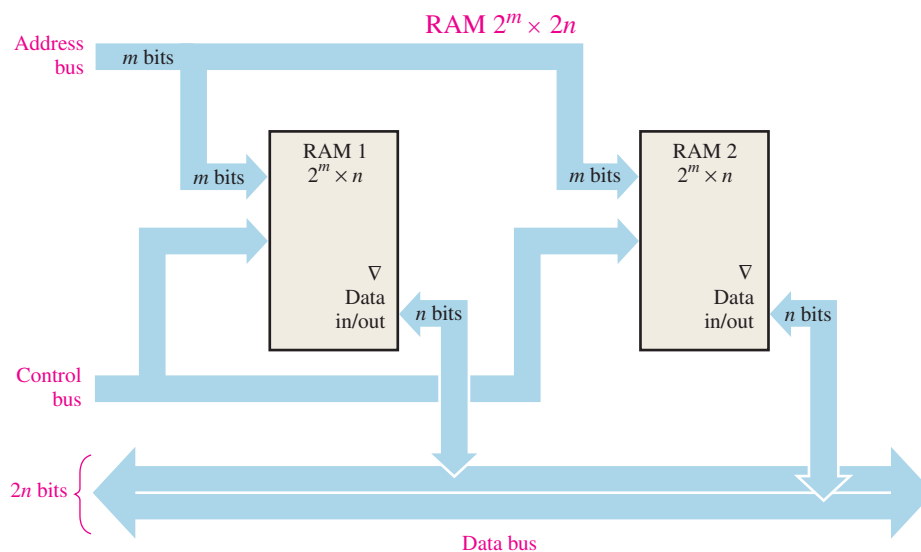 RAM 2^m × 2n
Address
bus
m bits
RAM 1
2^m × n
RAM 2
2^m × n
m bits
m bits
∇
Data
in/out
n bits
∇
Data
in/out
n bits
Control
bus
2n bits
Data bus